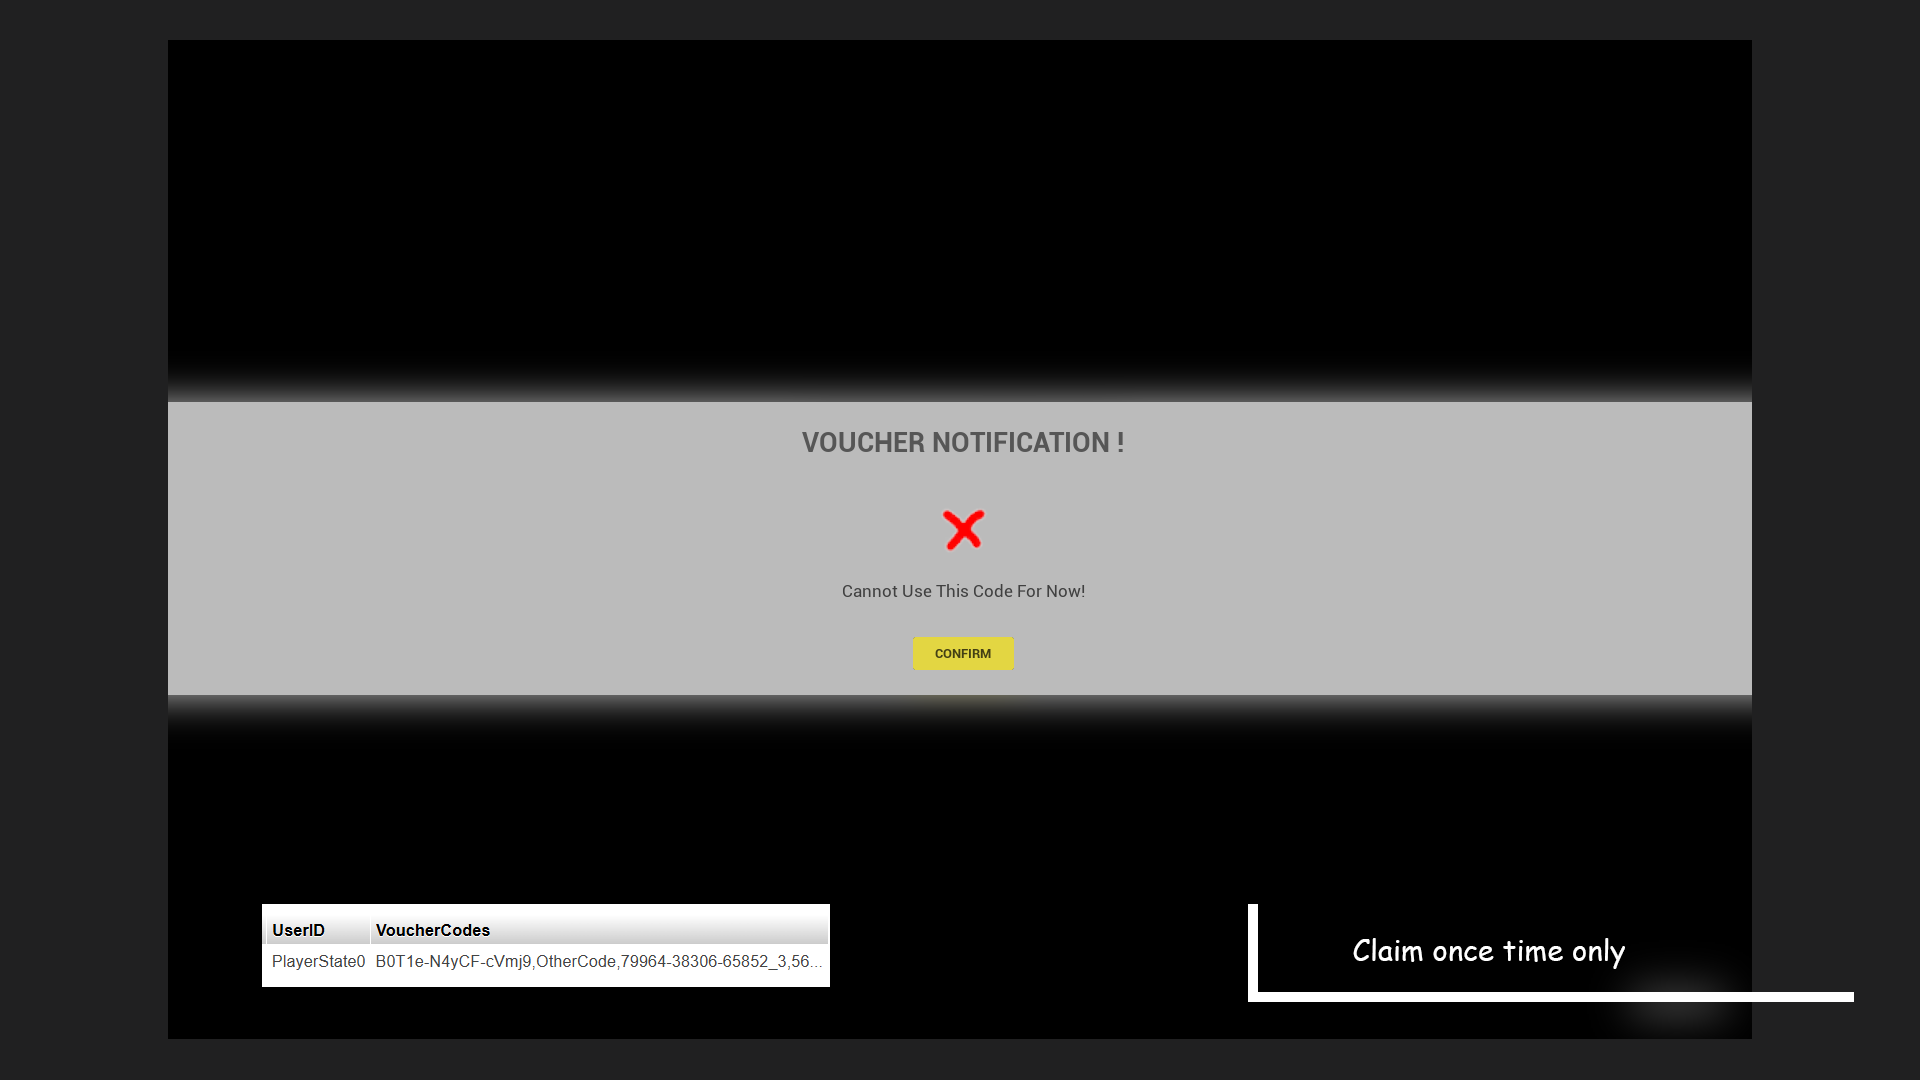 VOUCHER NOTIFICATION !
Cannot Use This Code For Now!
CONFIRM
UserID VoucherCodes
PlayerState0 B0T1e-N4yCF-cVmj9,OtherCode,79964-38306-65852_3,56...
Claim once time only